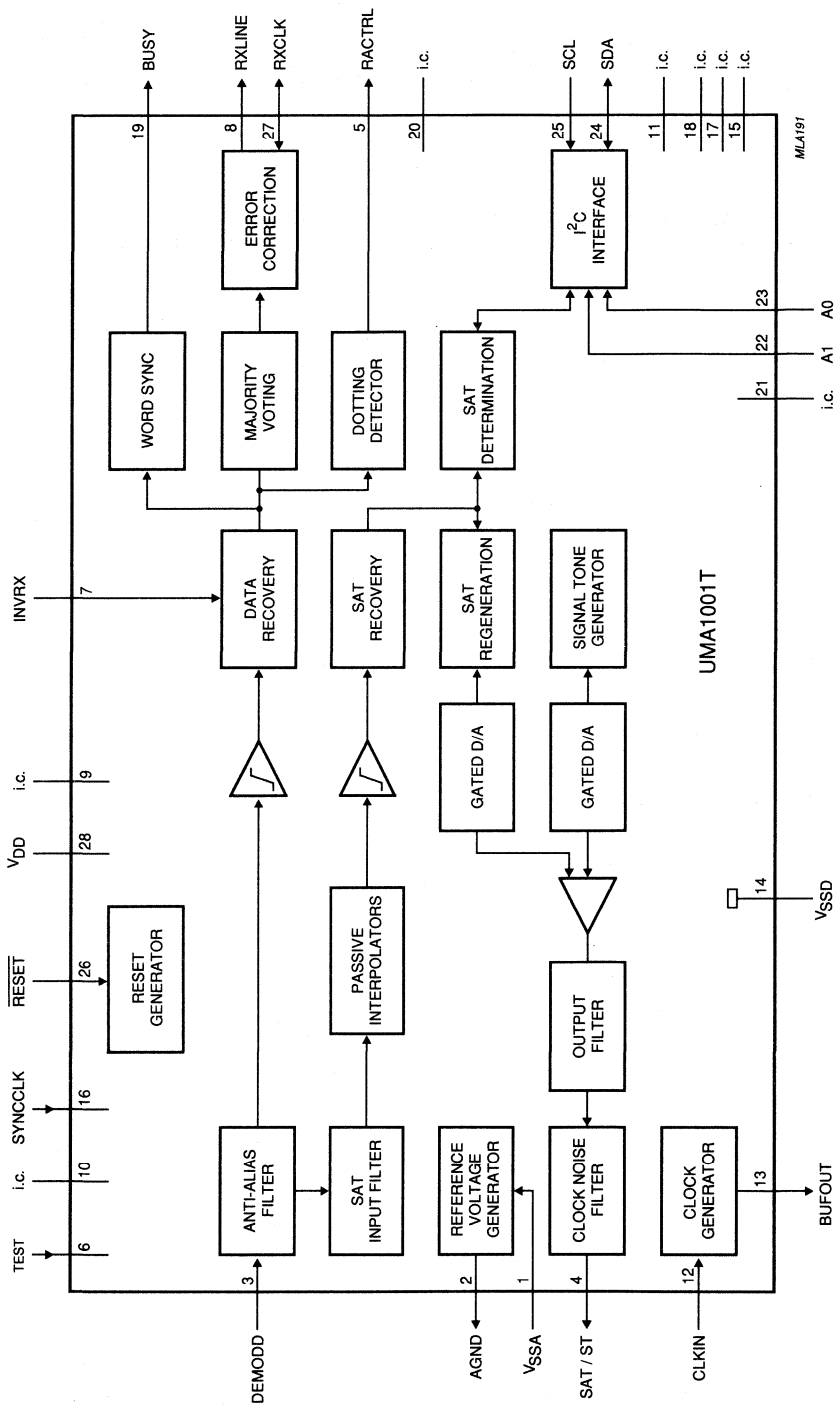 TEST
i.c.
SYNCCLK
RESET
VDD
i.c.
INVRX
6
10
16
26
28
9
7
BUSY
19
RXLINE
8
RXCLK
27
RACTRL
5
i.c.
20
SCL
25
SDA
24
i.c.
11
i.c.
18
i.c.
17
i.c.
15
RESET
GENERATOR
WORD SYNC
DEMODD
3
ANTI-ALIAS
FILTER
DATA
RECOVERY
MAJORITY
VOTING
ERROR
CORRECTION
SAT
INPUT FILTER
PASSIVE
INTERPOLATORS
SAT
RECOVERY
DOTTING
DETECTOR
AGND
2
VSSA
1
REFERENCE
VOLTAGE
GENERATOR
GATED D/A
SAT
REGENERATION
SAT
DETERMINATION
SAT / ST
4
CLOCK NOISE
FILTER
OUTPUT
FILTER
GATED D/A
SIGNAL TONE
GENERATOR
I2C
INTERFACE
CLKIN
12
CLOCK
GENERATOR
UMA1001T
13
14
21
22
23
BUFOUT
VSSD
i.c.
A1
A0
MLA191